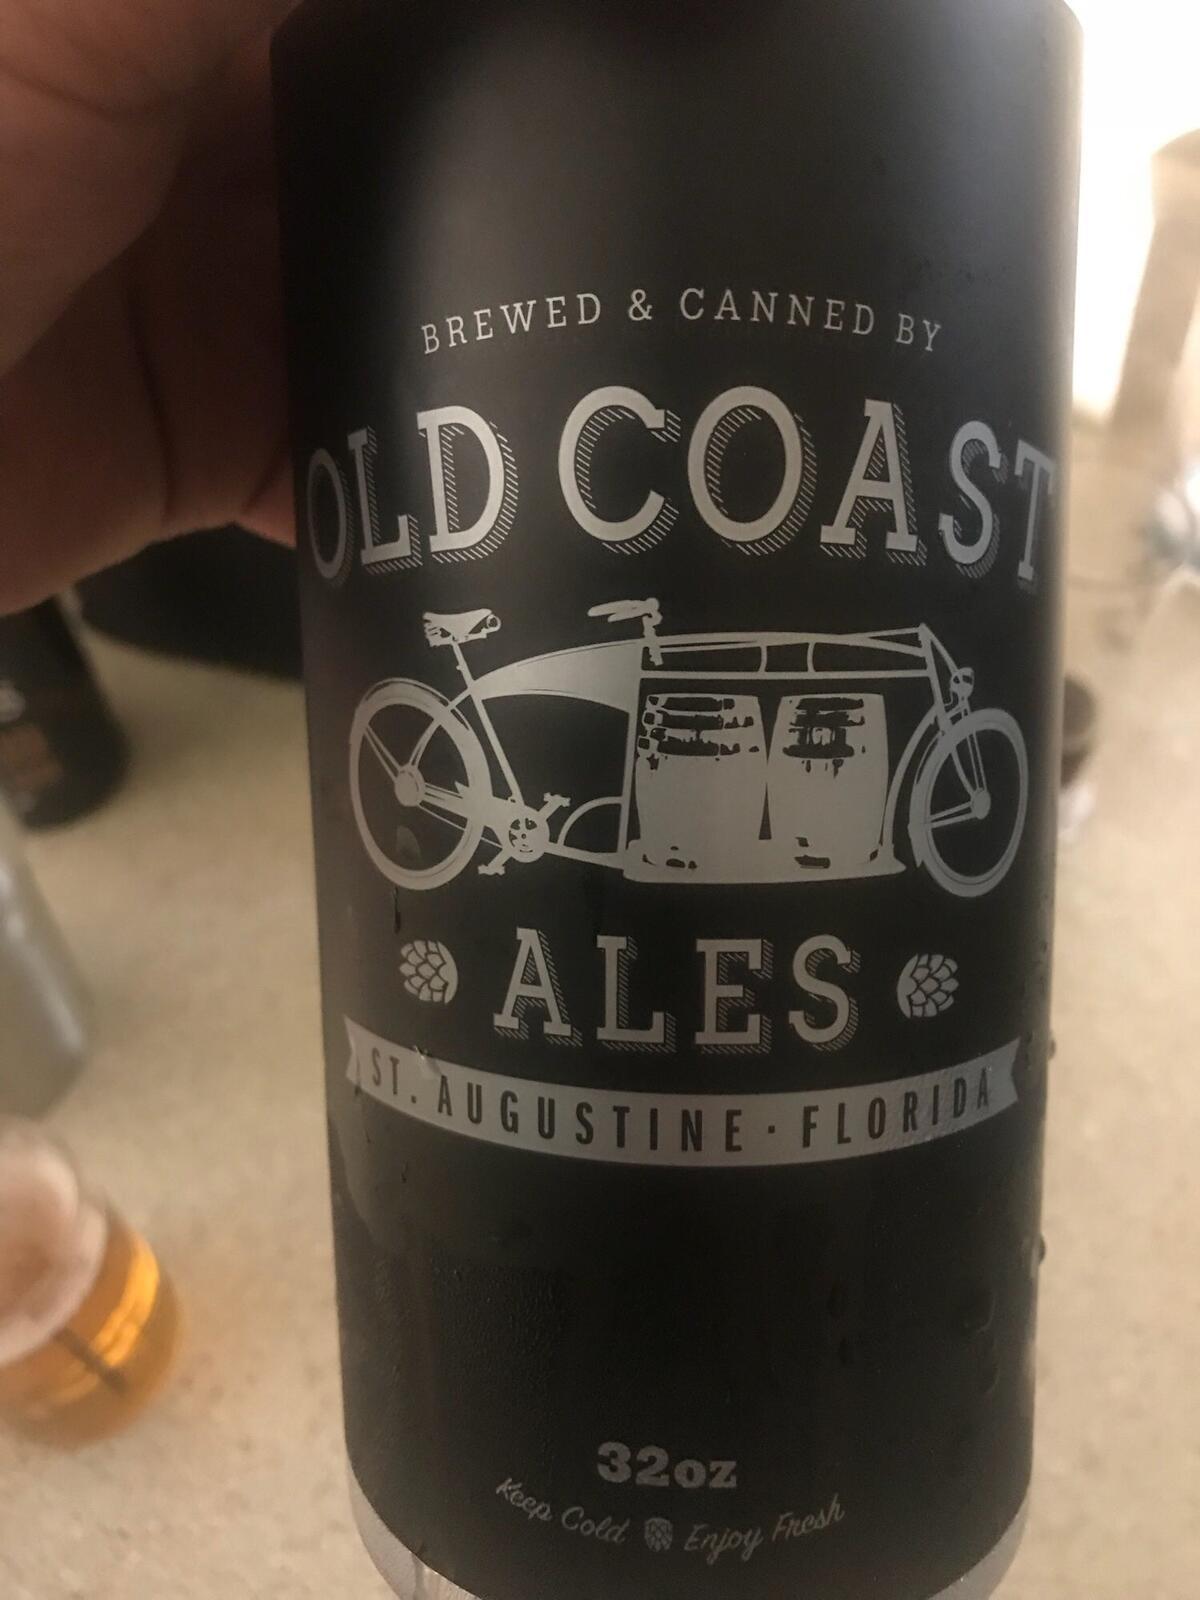 BREWED & CANNED BY
OLD COAST
ALES
ST. AUGUSTINE · FLORIDA
32oz
Keep Cold Enjoy Fresh